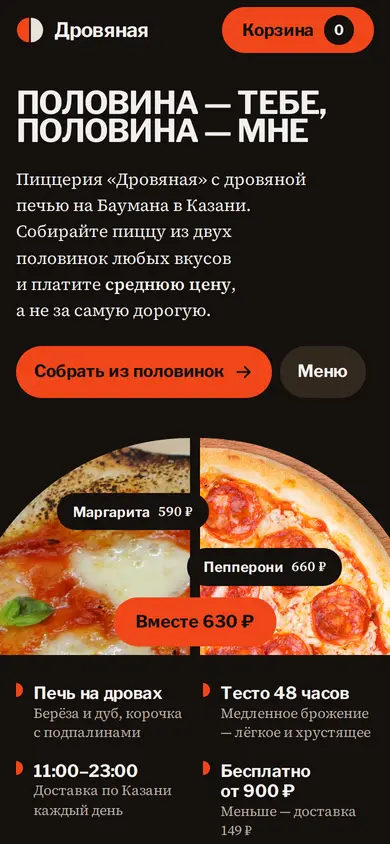 Дровяная
Корзина 0
ПОЛОВИНА — ТЕБЕ,
ПОЛОВИНА — МНЕ
Пиццерия «Дровяная» с дровяной
печью на Баумана в Казани.
Собирайте пиццу из двух
половинок любых вкусов
и платите среднюю цену,
а не за самую дорогую.
Собрать из половинок →
Меню
Маргарита 590 ₽
Пепперони 660 ₽
Вместе 630 ₽
Печь на дровах
Берёза и дуб, корочка
с подпалинами
Тесто 48 часов
Медленное брожение
— лёгкое и хрустящее
11:00–23:00
Доставка по Казани
каждый день
Бесплатно
от 900 ₽
Меньше — доставка
149 ₽